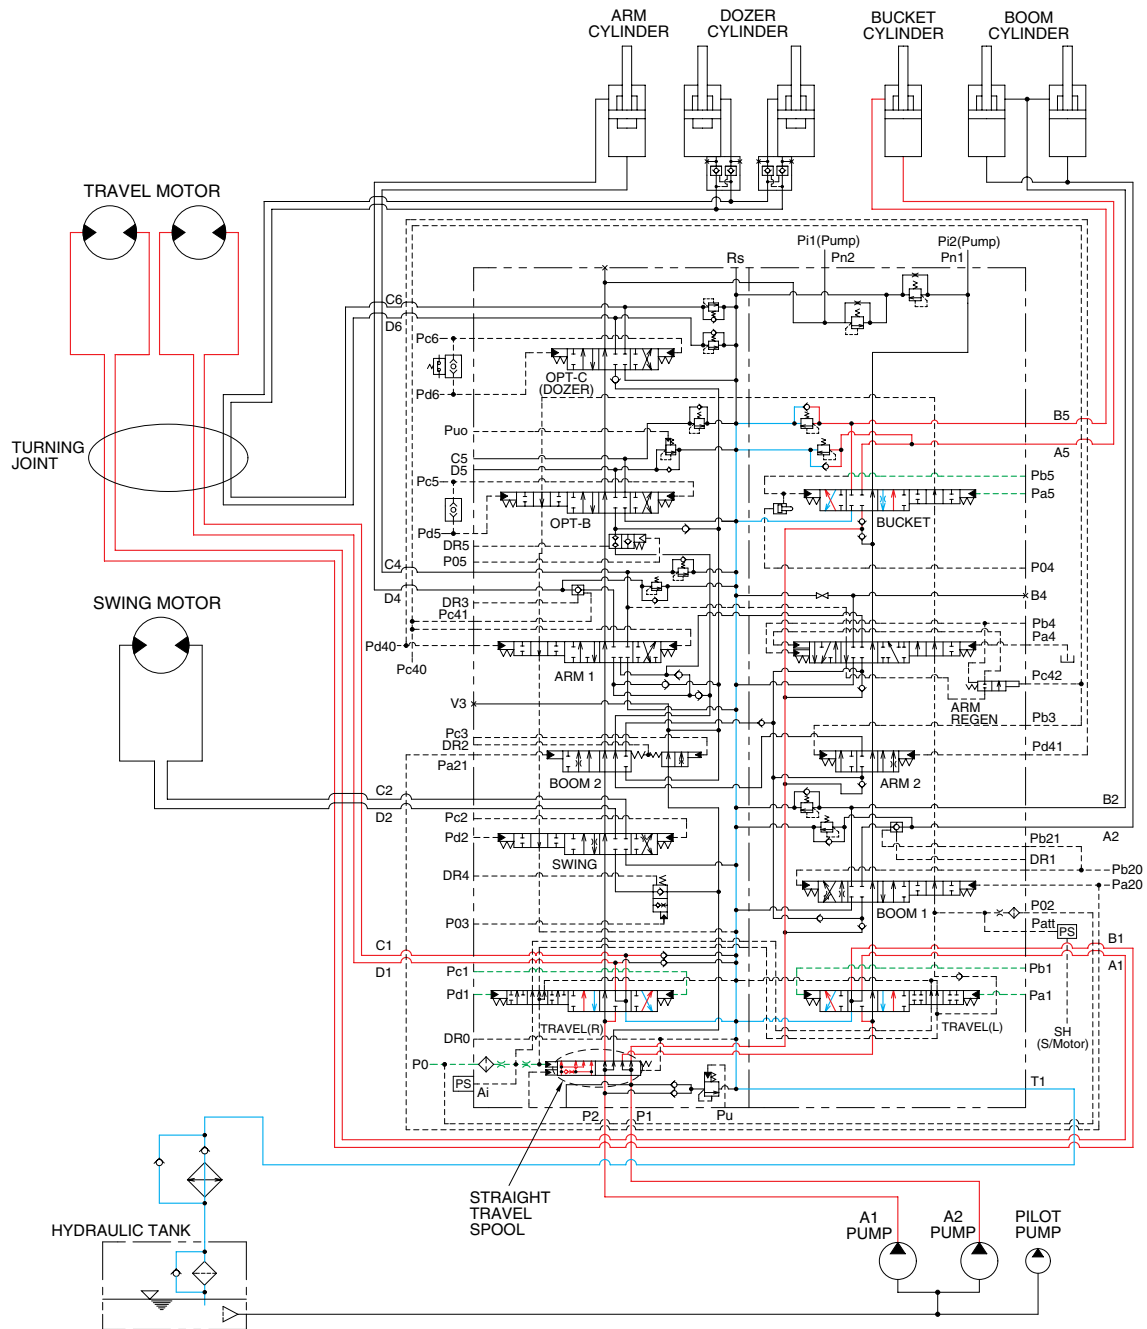 ARM
CYLINDER
DOZER
CYLINDER
BUCKET
CYLINDER
BOOM
CYLINDER
TRAVEL MOTOR
Pi1(Pump)
Pn2
Pi2(Pump)
Pn1
Rs
C6
D6
Pc6
Pd6
OPT-C
(DOZER)
Puo
C5
D5
Pc5
Pd5
OPT-B
DR5
P05
C4
D4
DR3
Pc41
Pd40
Pc40
ARM 1
V3
Pc3
DR2
Pa21
BOOM 2
C2
D2
Pc2
Pd2
SWING
DR4
P03
C1
D1
Pc1
Pd1
TRAVEL(R)
DR0
P0
PS
Ai
P2
P1
Pu
B5
A5
Pb5
Pa5
BUCKET
P04
B4
Pb4
Pa4
Pc42
ARM
REGEN
Pb3
Pd41
ARM 2
B2
A2
Pb21
DR1
Pb20
Pa20
BOOM 1
P02
Patt
PS
B1
A1
Pb1
Pa1
TRAVEL(L)
SH
(S/Motor)
T1
TURNING
JOINT
SWING MOTOR
STRAIGHT
TRAVEL
SPOOL
HYDRAULIC TANK
A1
PUMP
A2
PUMP
PILOT
PUMP